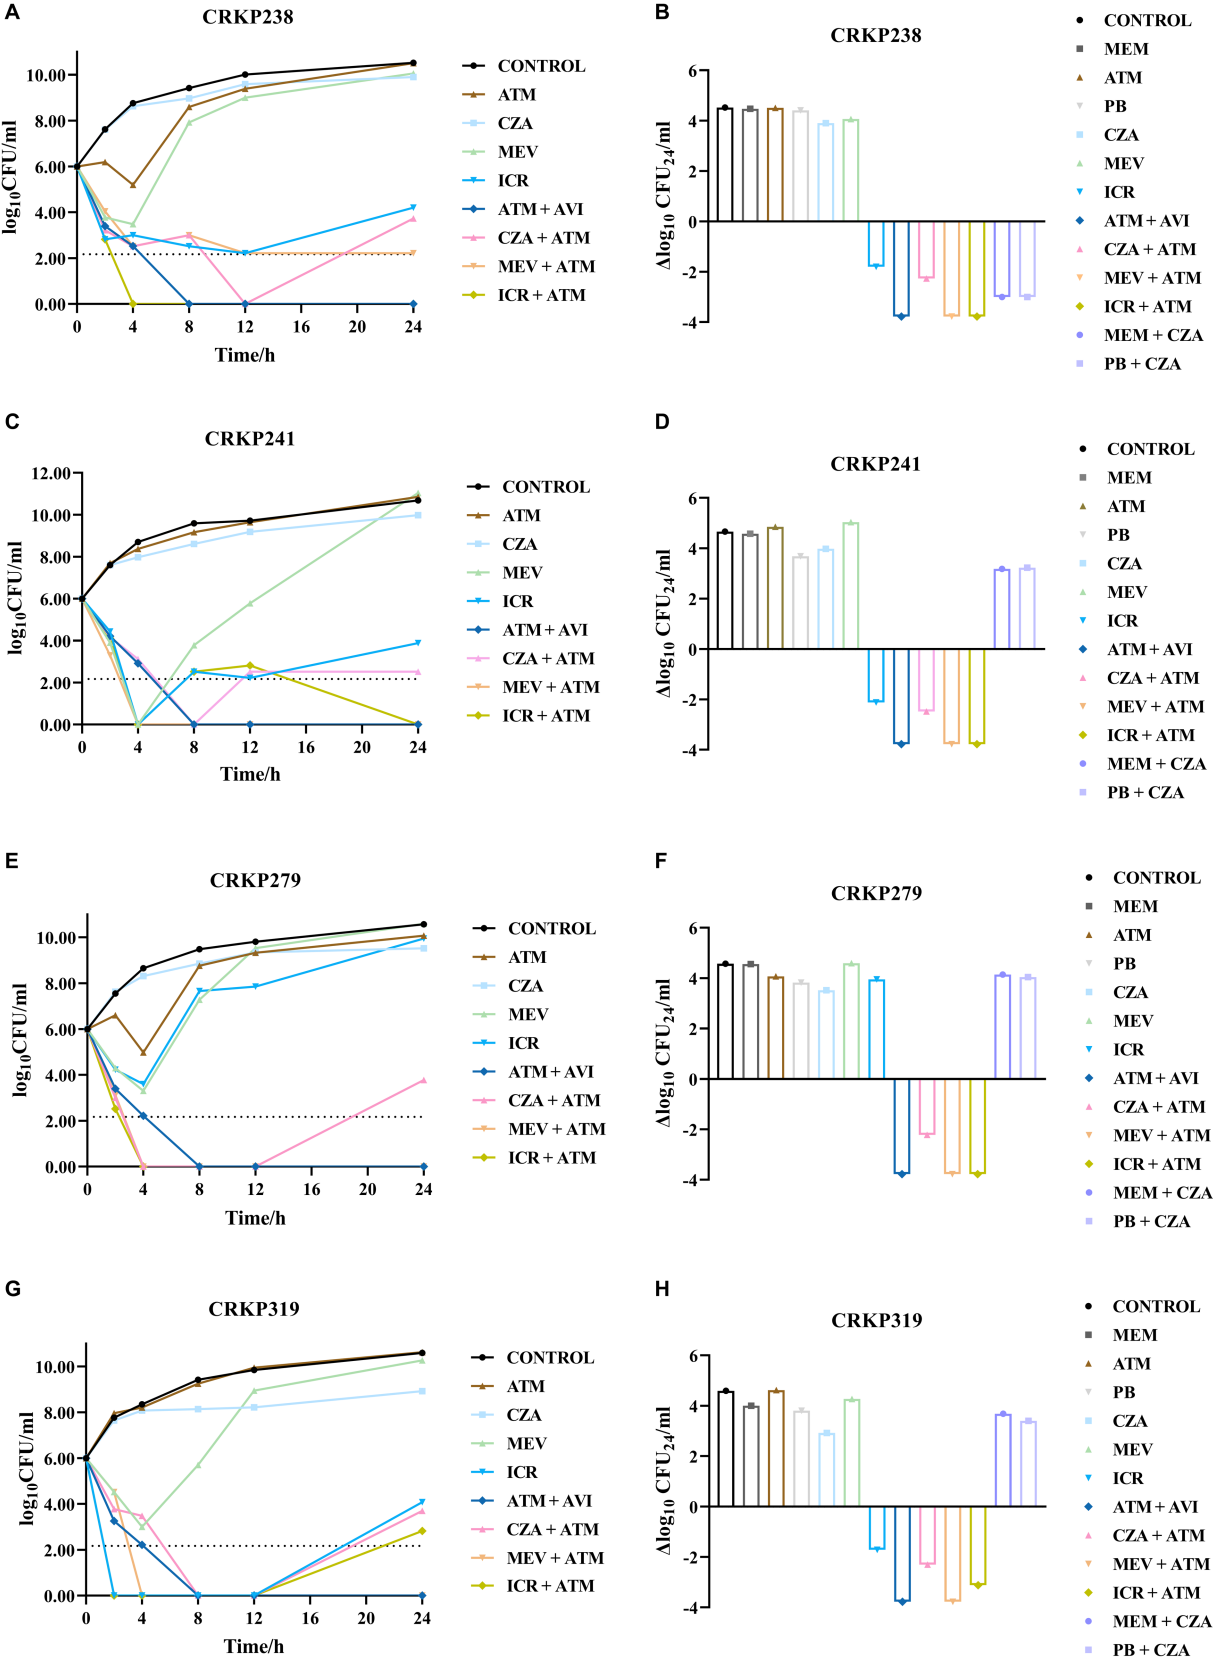 A
CRKP238
log10CFU/ml
10.00
8.00
6.00
4.00
2.00
0.00
0 4 8 12 16 20 24
Time/h
CONTROL
ATM
CZA
MEV
ICR
ATM + AVI
CZA + ATM
MEV + ATM
ICR + ATM
B
CRKP238
Δlog10 CFU24/ml
6
4
2
0
-2
-4
CONTROL
MEM
ATM
PB
CZA
MEV
ICR
ATM + AVI
CZA + ATM
MEV + ATM
ICR + ATM
MEM + CZA
PB + CZA
C
CRKP241
log10CFU/ml
12.00
10.00
8.00
6.00
4.00
2.00
0.00
0 4 8 12 16 20 24
Time/h
CONTROL
ATM
CZA
MEV
ICR
ATM + AVI
CZA + ATM
MEV + ATM
ICR + ATM
D
CRKP241
Δlog10 CFU24/ml
6
4
2
0
-2
-4
CONTROL
MEM
ATM
PB
CZA
MEV
ICR
ATM + AVI
CZA + ATM
MEV + ATM
ICR + ATM
MEM + CZA
PB + CZA
E
CRKP279
log10CFU/ml
10.00
8.00
6.00
4.00
2.00
0.00
0 4 8 12 16 20 24
Time/h
CONTROL
ATM
CZA
MEV
ICR
ATM + AVI
CZA + ATM
MEV + ATM
ICR + ATM
F
CRKP279
Δlog10 CFU24/ml
6
4
2
0
-2
-4
CONTROL
MEM
ATM
PB
CZA
MEV
ICR
ATM + AVI
CZA + ATM
MEV + ATM
ICR + ATM
MEM + CZA
PB + CZA
G
CRKP319
log10CFU/ml
10.00
8.00
6.00
4.00
2.00
0.00
0 4 8 12 16 20 24
Time/h
CONTROL
ATM
CZA
MEV
ICR
ATM + AVI
CZA + ATM
MEV + ATM
ICR + ATM
H
CRKP319
Δlog10 CFU24/ml
6
4
2
0
-2
-4
CONTROL
MEM
ATM
PB
CZA
MEV
ICR
ATM + AVI
CZA + ATM
MEV + ATM
ICR + ATM
MEM + CZA
PB + CZA